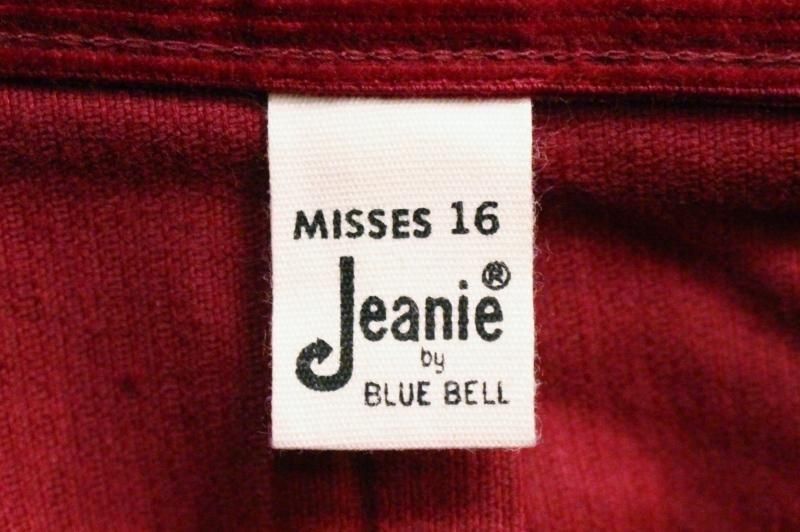 MISSES 16
Jeanie®
by
BLUE BELL